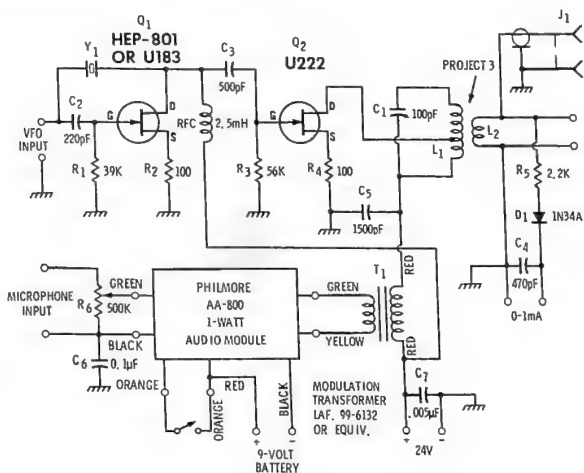 Q1
HEP-801
OR U183
Y1
C2
220pF
VFO
INPUT
G
D
S
R1
39K
R2
100
RFC
2.5mH
C3
500pF
Q2
U222
G
D
S
R3
56K
R4
100
C5
1500pF
C1
100pF
L1
PROJECT 3
J1
L2
R5
2.2K
D1
1N34A
C4
470pF
0-1mA
MICROPHONE
INPUT
R6
500K
GREEN
BLACK
C6
0.1μF
PHILMORE
AA-800
1-WATT
AUDIO MODULE
ORANGE
ORANGE
RED
BLACK
+
-
9-VOLT
BATTERY
GREEN
YELLOW
T1
RED
RED
MODULATION
TRANSFORMER
LAF. 99-6132
OR EQUIV.
C7
.005μF
+
-
24V